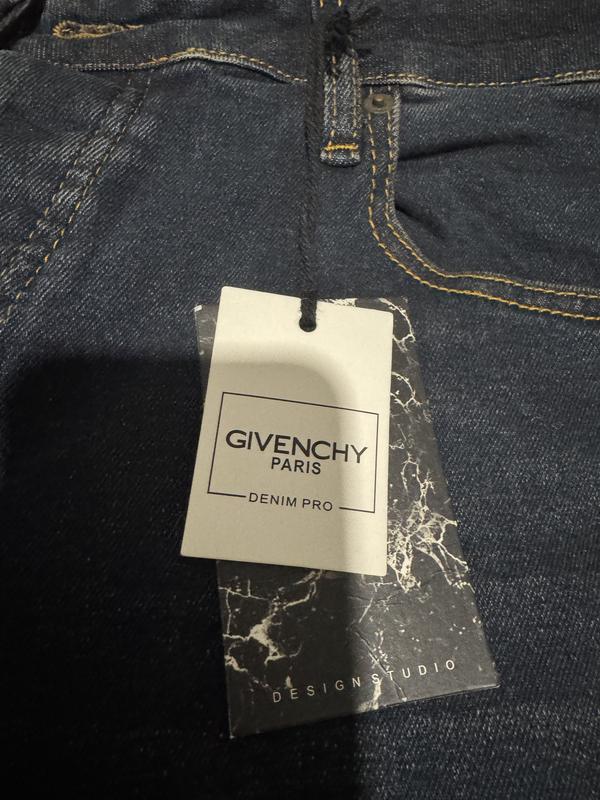 GIVENCHY
PARIS
DENIM PRO
DESIGNSTUDIO